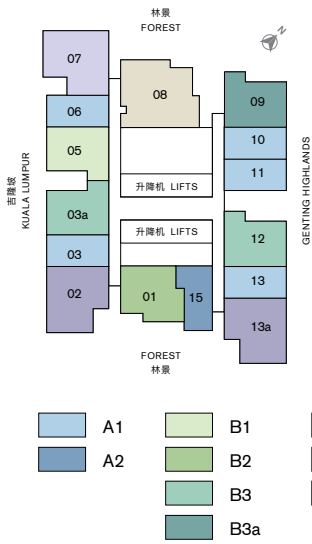 林景
FOREST
N
07
08
09
06
10
05
11
吉隆坡
KUALA LUMPUR
GENTING HIGHLANDS
升降机 LIFTS
03a
升降机 LIFTS
12
03
13
02
01
15
13a
FOREST
林景
A1
B1
A2
B2
B3
B3a